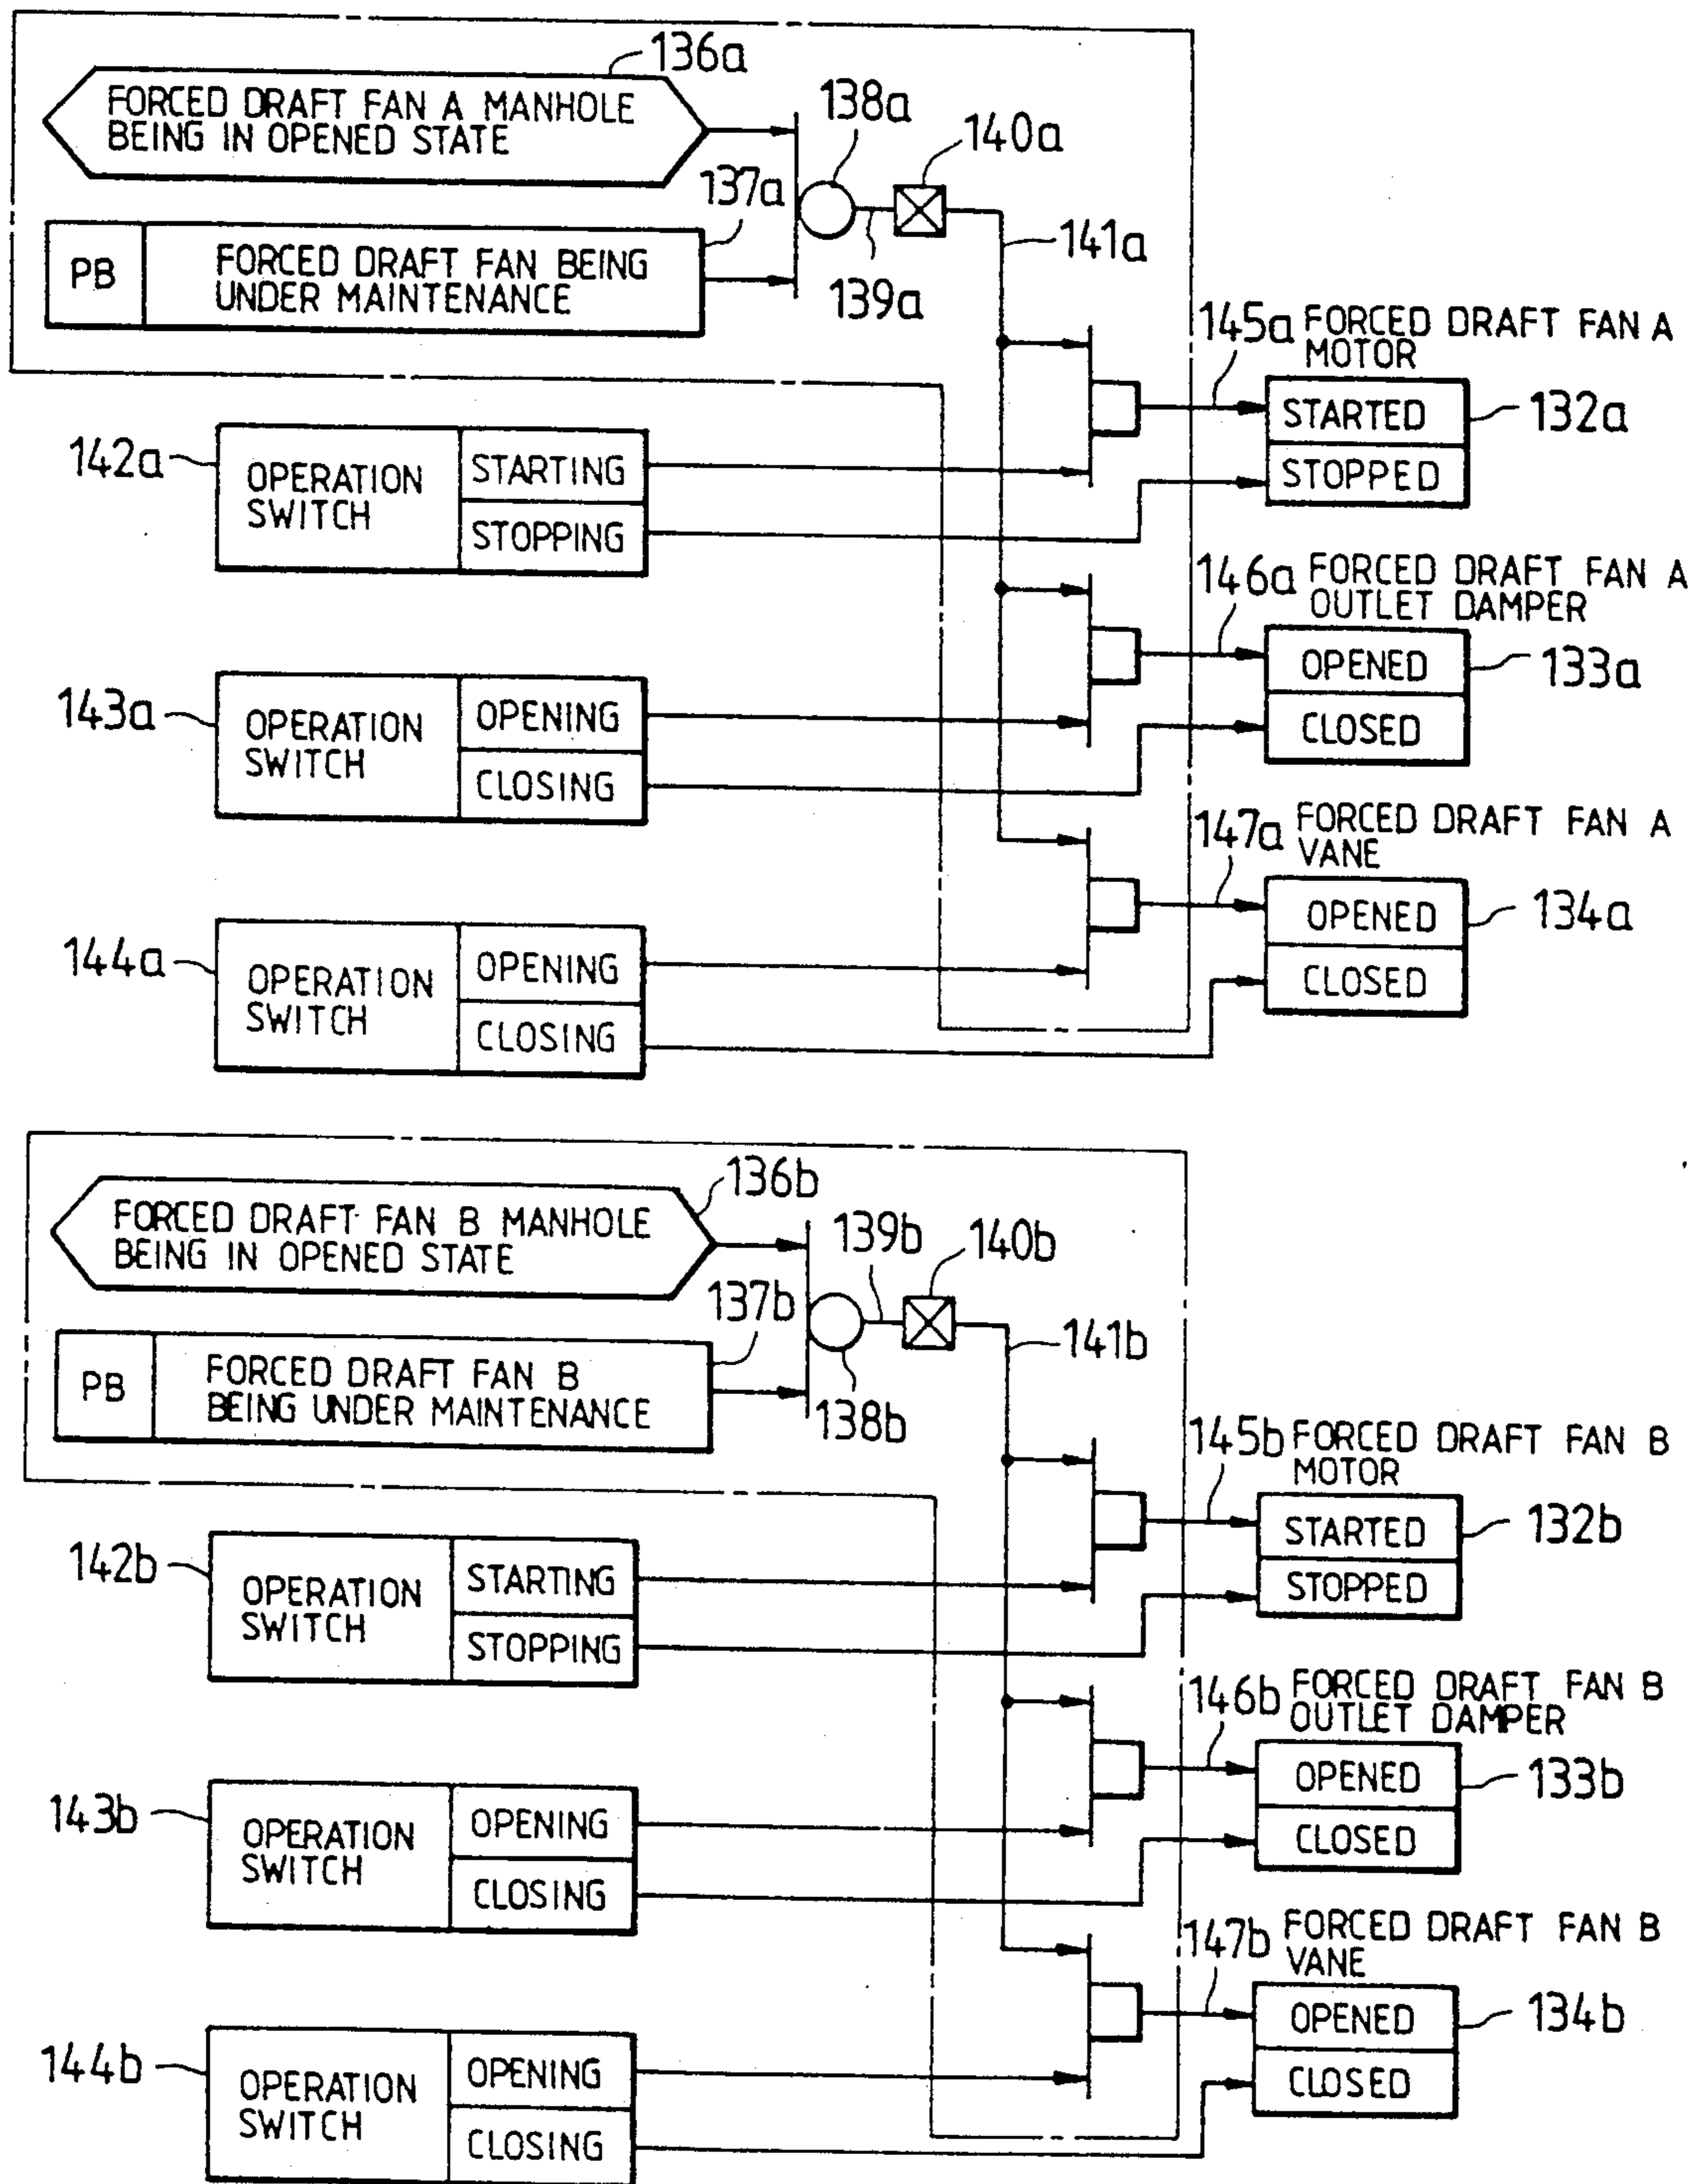 136a
FORCED DRAFT FAN A MANHOLE
BEING IN OPENED STATE
138a
140a
137a
PB
FORCED DRAFT FAN BEING
UNDER MAINTENANCE
139a
141a
145a
FORCED DRAFT FAN A
MOTOR
142a
OPERATION
SWITCH
STARTING
STOPPING
STARTED
STOPPED
132a
146a
FORCED DRAFT FAN A
OUTLET DAMPER
143a
OPERATION
SWITCH
OPENING
CLOSING
OPENED
CLOSED
133a
147a
FORCED DRAFT FAN A
VANE
144a
OPERATION
SWITCH
OPENING
CLOSING
OPENED
CLOSED
134a
136b
FORCED DRAFT FAN B MANHOLE
BEING IN OPENED STATE
139b
140b
137b
PB
FORCED DRAFT FAN B
BEING UNDER MAINTENANCE
138b
141b
145b
FORCED DRAFT FAN B
MOTOR
142b
OPERATION
SWITCH
STARTING
STOPPING
STARTED
STOPPED
132b
146b
FORCED DRAFT FAN B
OUTLET DAMPER
143b
OPERATION
SWITCH
OPENING
CLOSING
OPENED
CLOSED
133b
147b
FORCED DRAFT FAN B
VANE
144b
OPERATION
SWITCH
OPENING
CLOSING
OPENED
CLOSED
134b